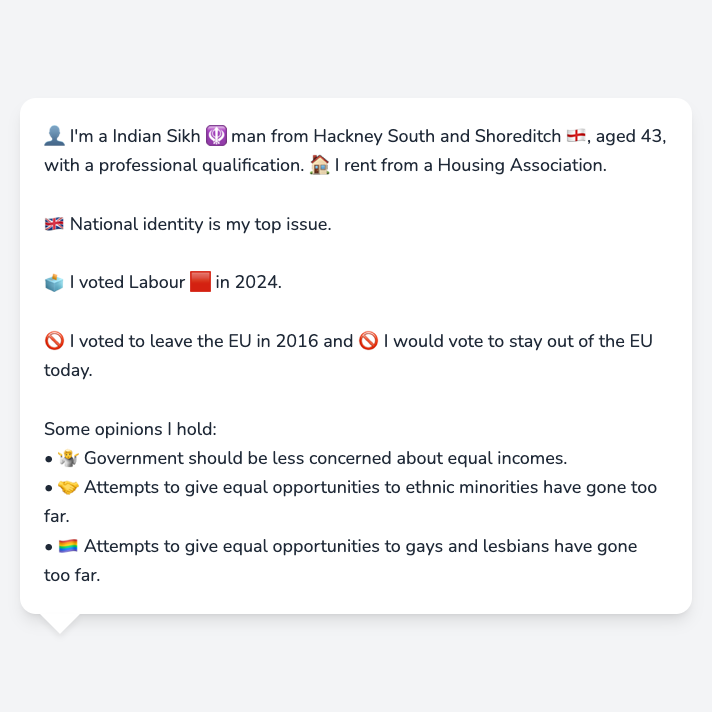 👤 I'm a Indian Sikh 🪯 man from Hackney South and Shoreditch 🏴󠁧󠁢󠁥󠁮󠁧󠁿, aged 43,
with a professional qualification. 🏠 I rent from a Housing Association.
🇬🇧 National identity is my top issue.
🗳️ I voted Labour 🟥 in 2024.
🚫 I voted to leave the EU in 2016 and 🚫 I would vote to stay out of the EU
today.
Some opinions I hold:
• 🤷 Government should be less concerned about equal incomes.
• 🤝 Attempts to give equal opportunities to ethnic minorities have gone too
far.
• 🏳️‍🌈 Attempts to give equal opportunities to gays and lesbians have gone
too far.